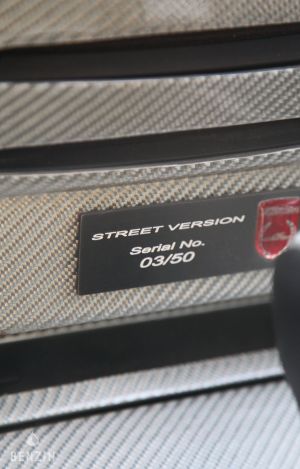 STREET VERSION
Serial No.
03/50
BENZIN